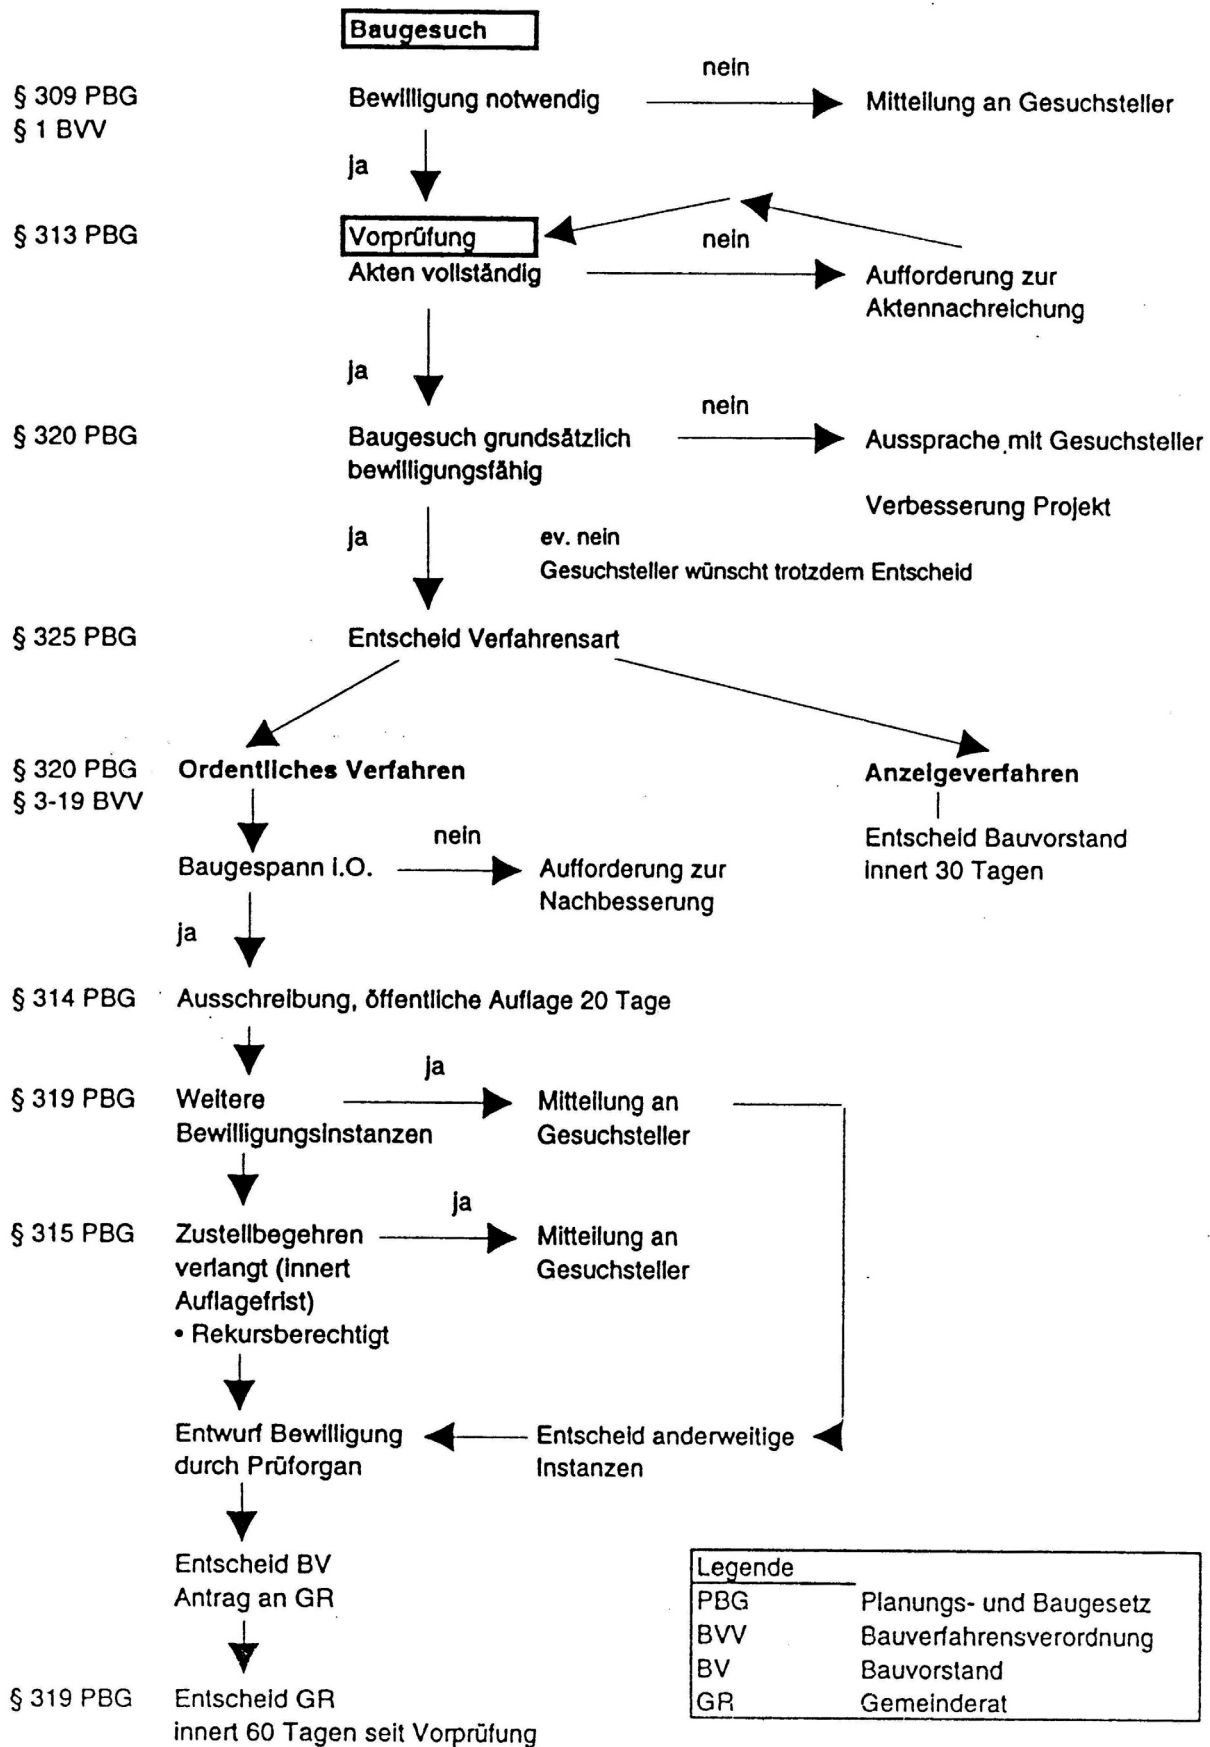 Baugesuch
nein
§ 309 PBG Bewilligung notwendig Mitteilung an Gesuchsteller
§ 1 BVV
ja
§ 313 PBG Vorprüfung nein
Akten vollständig Aufforderung zur
Aktennachreichung
ja
nein
§ 320 PBG Baugesuch grundsätzlich Aussprache mit Gesuchsteller
bewilligungsfähig
Verbesserung Projekt
ja ev. nein
Gesuchsteller wünscht trotzdem Entscheid
§ 325 PBG Entscheid Verfahrensart
§ 320 PBG Ordentliches Verfahren Anzeigeverfahren
§ 3-19 BVV
nein Entscheid Bauvorstand
innert 30 Tagen
Baugespann i.O. Aufforderung zur
Nachbesserung
ja
§ 314 PBG Ausschreibung, öffentliche Auflage 20 Tage
ja
§ 319 PBG Weitere Mitteilung an
Bewilligungsinstanzen Gesuchsteller
ja
§ 315 PBG Zustellbegehren Mitteilung an
verlangt (innert Gesuchsteller
Auflagefrist)
• Rekursberechtigt
Entwurf Bewilligung Entscheid anderweitige
durch Prüforgan Instanzen
Entscheid BV
Antrag an GR
§ 319 PBG Entscheid GR
innert 60 Tagen seit Vorprüfung
Legende
PBG Planungs- und Baugesetz
BVV Bauverfahrensverordnung
BV Bauvorstand
GR Gemeinderat